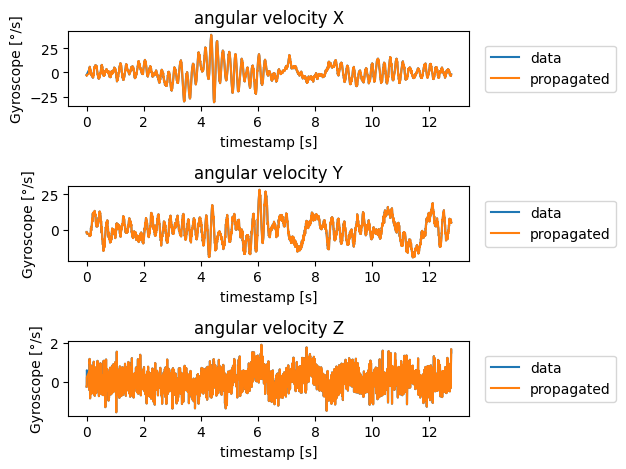 angular velocity X
Gyroscope [°/s]
25
0
−25
0 2 4 6 8 10 12
timestamp [s]
data
propagated
angular velocity Y
Gyroscope [°/s]
25
0
0 2 4 6 8 10 12
timestamp [s]
data
propagated
angular velocity Z
Gyroscope [°/s]
2
0
0 2 4 6 8 10 12
timestamp [s]
data
propagated